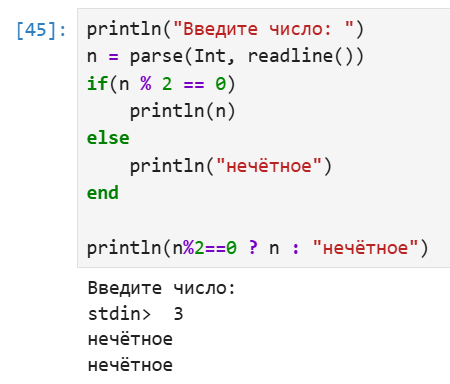 [45]: println("Введите число: ")
n = parse(Int, readline())
if(n % 2 == 0)
    println(n)
else
    println("нечётное")
end
println(n%2==0 ? n : "нечётное")
Введите число:
stdin>  3
нечётное
нечётное